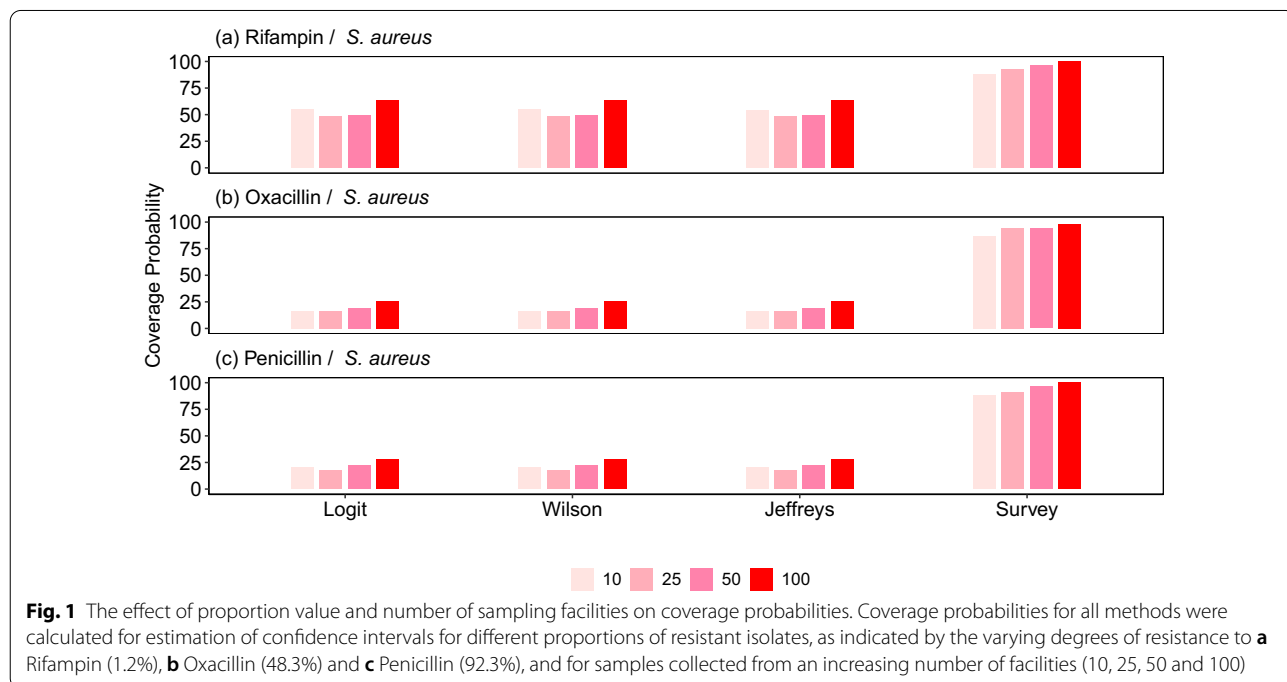 (a) Rifampin / S. aureus
100
75
50
25
0
(b) Oxacillin / S. aureus
100
75
50
25
0
(c) Penicillin / S. aureus
100
75
50
25
0
Coverage Probability
Logit Wilson Jeffreys Survey
10 25 50 100
Fig. 1 The effect of proportion value and number of sampling facilities on coverage probabilities. Coverage probabilities for all methods were
calculated for estimation of confidence intervals for different proportions of resistant isolates, as indicated by the varying degrees of resistance to a
Rifampin (1.2%), b Oxacillin (48.3%) and c Penicillin (92.3%), and for samples collected from an increasing number of facilities (10, 25, 50 and 100)